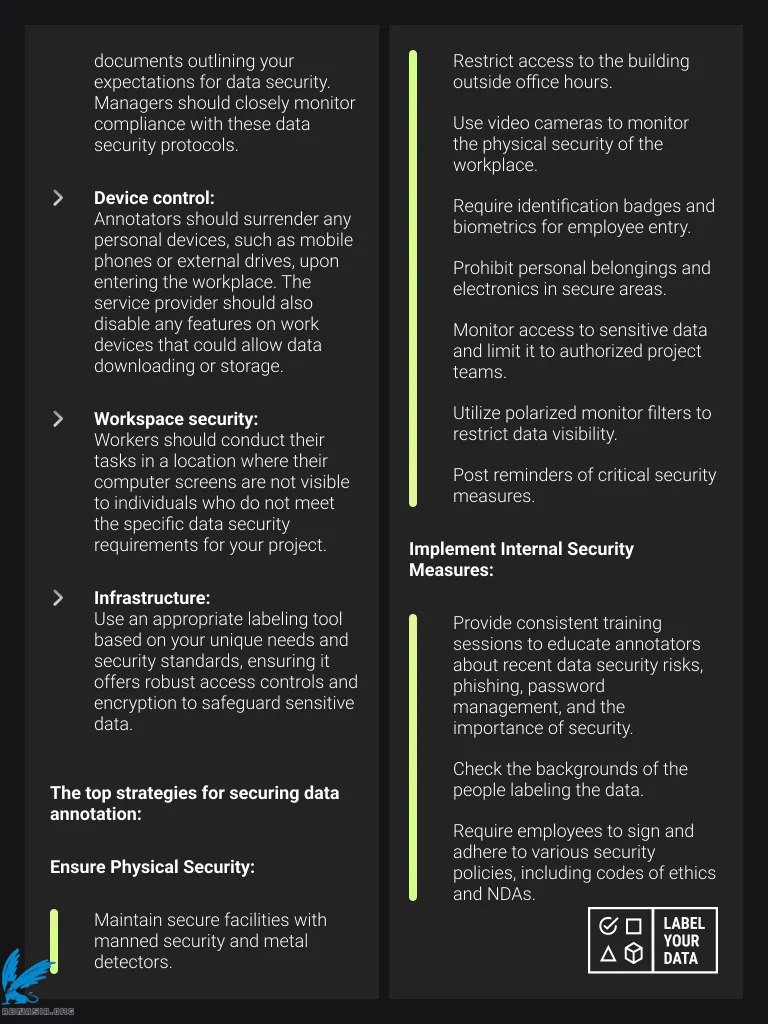 documents outlining your
expectations for data security.
Managers should closely monitor
compliance with these data
security protocols.
Device control:
Annotators should surrender any
personal devices, such as mobile
phones or external drives, upon
entering the workplace. The
service provider should also
disable any features on work
devices that could allow data
downloading or storage.
Workspace security:
Workers should conduct their
tasks in a location where their
computer screens are not visible
to individuals who do not meet
the specific data security
requirements for your project.
Infrastructure:
Use an appropriate labeling tool
based on your unique needs and
security standards, ensuring it
offers robust access controls and
encryption to safeguard sensitive
data.
The top strategies for securing data
annotation:
Ensure Physical Security:
Maintain secure facilities with
manned security and metal
detectors.
Restrict access to the building
outside office hours.
Use video cameras to monitor
the physical security of the
workplace.
Require identification badges and
biometrics for employee entry.
Prohibit personal belongings and
electronics in secure areas.
Monitor access to sensitive data
and limit it to authorized project
teams.
Utilize polarized monitor filters to
restrict data visibility.
Post reminders of critical security
measures.
Implement Internal Security
Measures:
Provide consistent training
sessions to educate annotators
about recent data security risks,
phishing, password
management, and the
importance of security.
Check the backgrounds of the
people labeling the data.
Require employees to sign and
adhere to various security
policies, including codes of ethics
and NDAs.
LABEL
YOUR
DATA
ABNASIA.ORG